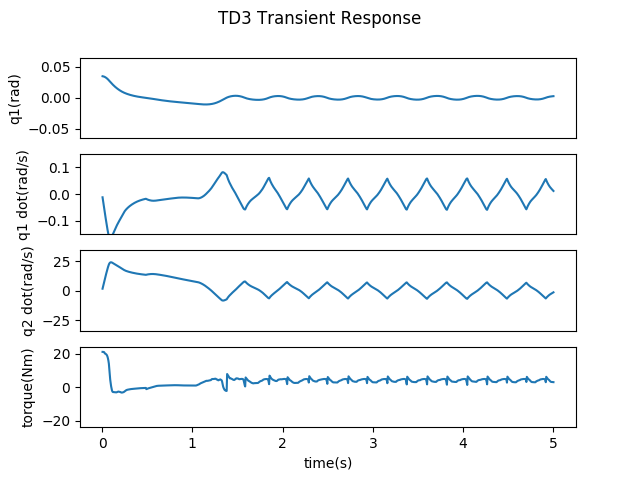 TD3 Transient Response
q1(rad)
0.05
0.00
−0.05
q1 dot(rad/s)
0.1
0.0
−0.1
q2 dot(rad/s)
25
0
−25
torque(Nm)
20
0
−20
0 1 2 3 4 5
time(s)